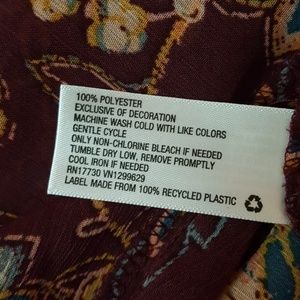 100% POLYESTER
EXCLUSIVE OF DECORATION
MACHINE WASH COLD WITH LIKE COLORS
GENTLE CYCLE
ONLY NON-CHLORINE BLEACH IF NEEDED
TUMBLE DRY LOW, REMOVE PROMPTLY
COOL IRON IF NEEDED
RN17730 VN1299629
LABEL MADE FROM 100% RECYCLED PLASTIC